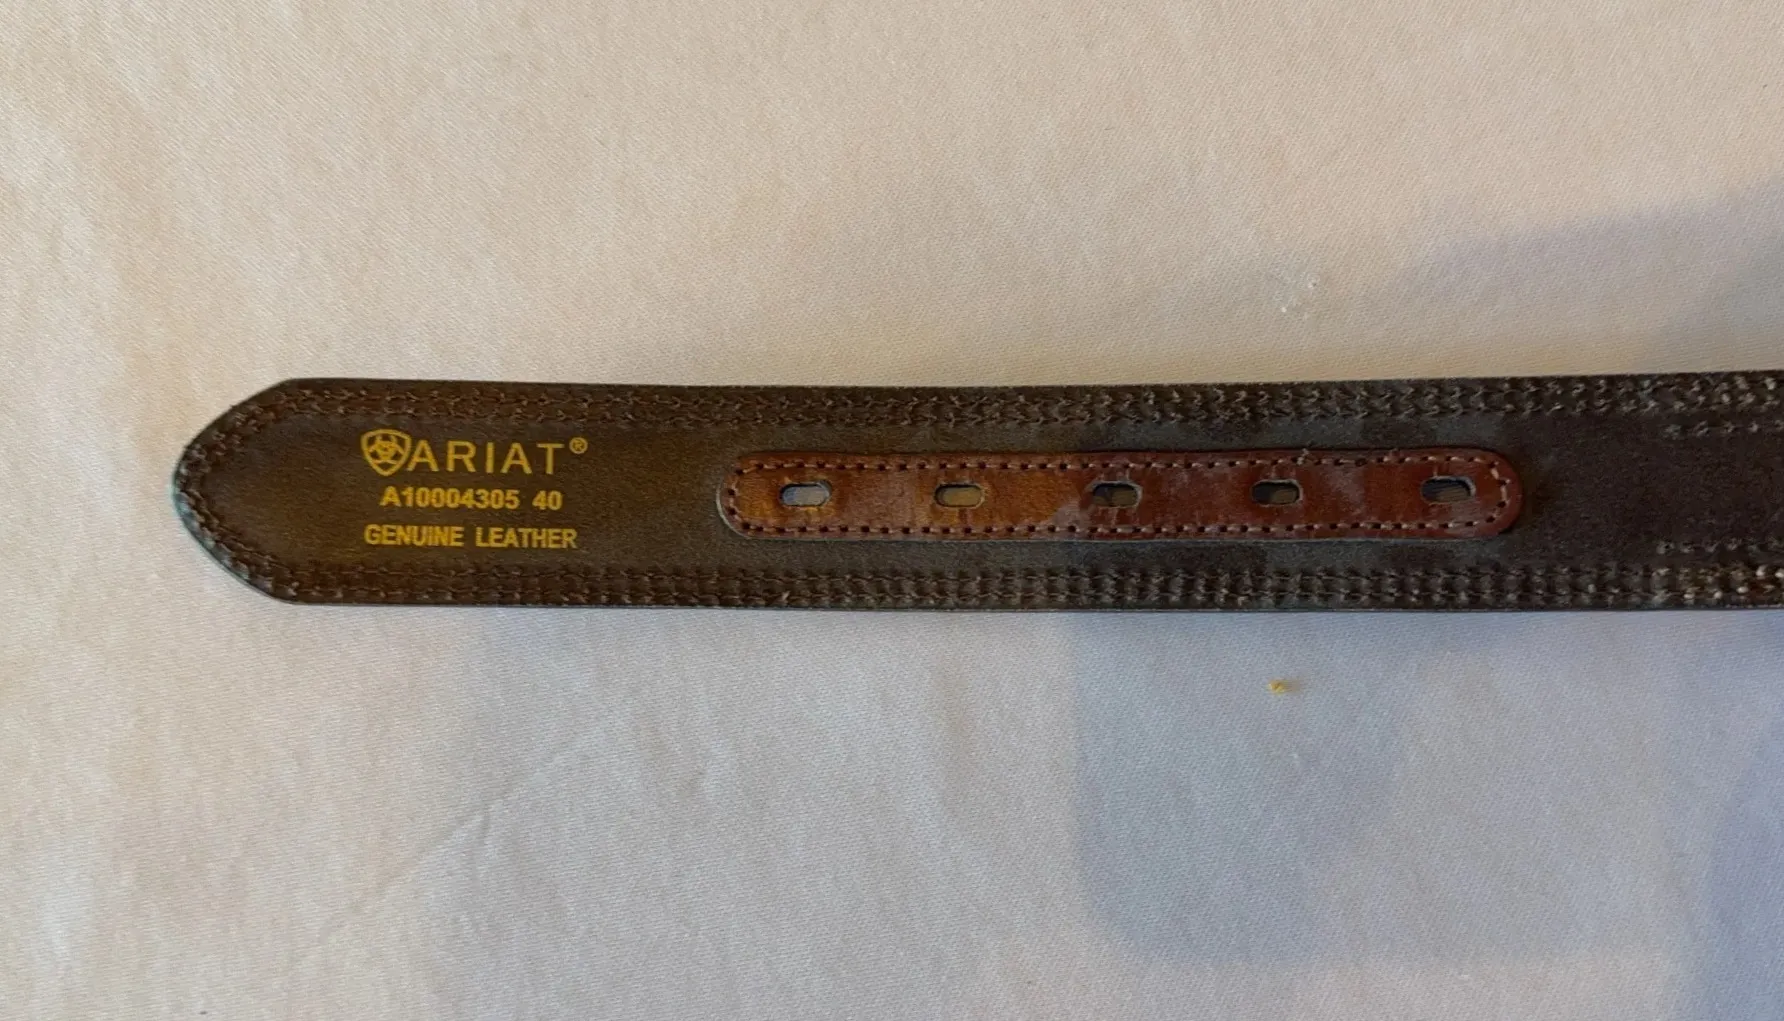 ARIAT®
A10004305 40
GENUINE LEATHER